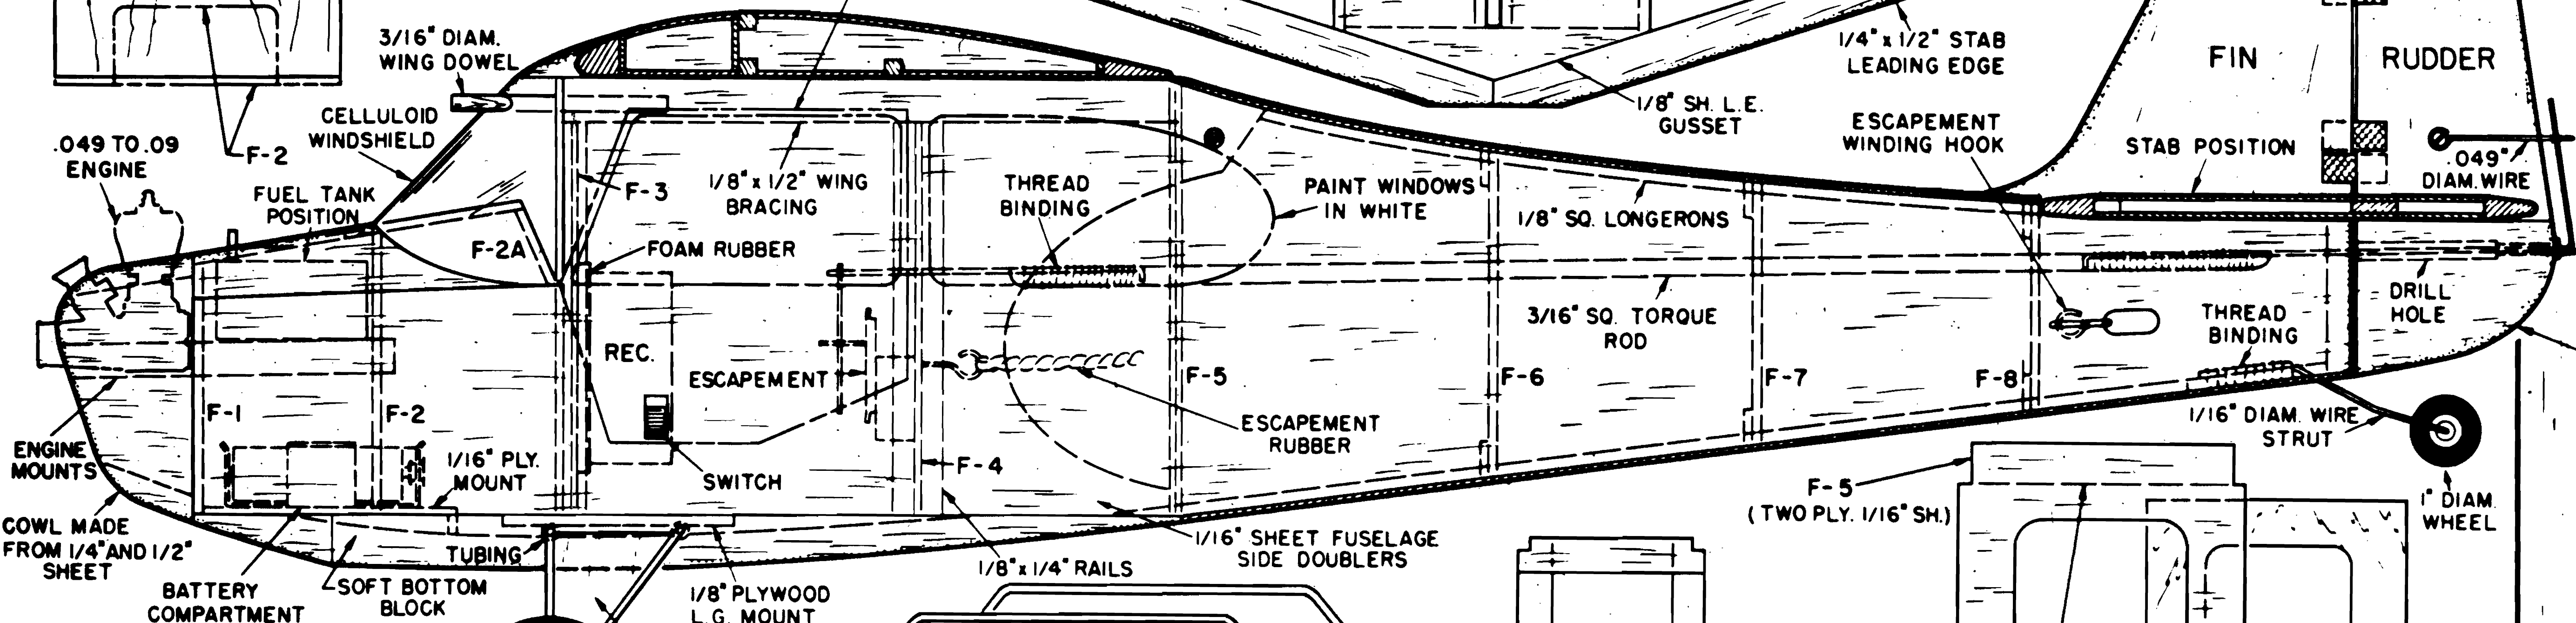 3/16" DIAM.
WING DOWEL
CELLULOID
WINDSHIELD
.049 TO .09
ENGINE
F-2
FUEL TANK
POSITION
F-2A
F-3
FOAM RUBBER
1/8" x 1/2" WING
BRACING
THREAD
BINDING
PAINT WINDOWS
IN WHITE
1/4" x 1/2" STAB
LEADING EDGE
1/8" SH. L.E.
GUSSET
ESCAPEMENT
WINDING HOOK
FIN
RUDDER
STAB POSITION
.049"
DIAM. WIRE
1/8" SQ. LONGERONS
3/16" SQ. TORQUE
ROD
DRILL
HOLE
THREAD
BINDING
REC.
ESCAPEMENT
F-1
F-2
F-5
F-6
F-7
F-8
ENGINE
MOUNTS
1/16" PLY.
MOUNT
SWITCH
F-4
ESCAPEMENT
RUBBER
1/16" DIAM. WIRE
STRUT
F-5
(TWO PLY. 1/16" SH.)
1" DIAM.
WHEEL
COWL MADE
FROM 1/4" AND 1/2"
SHEET
BATTERY
COMPARTMENT
SOFT BOTTOM
BLOCK
TUBING
1/8" PLYWOOD
L.G. MOUNT
1/8" x 1/4" RAILS
1/16" SHEET FUSELAGE
SIDE DOUBLERS